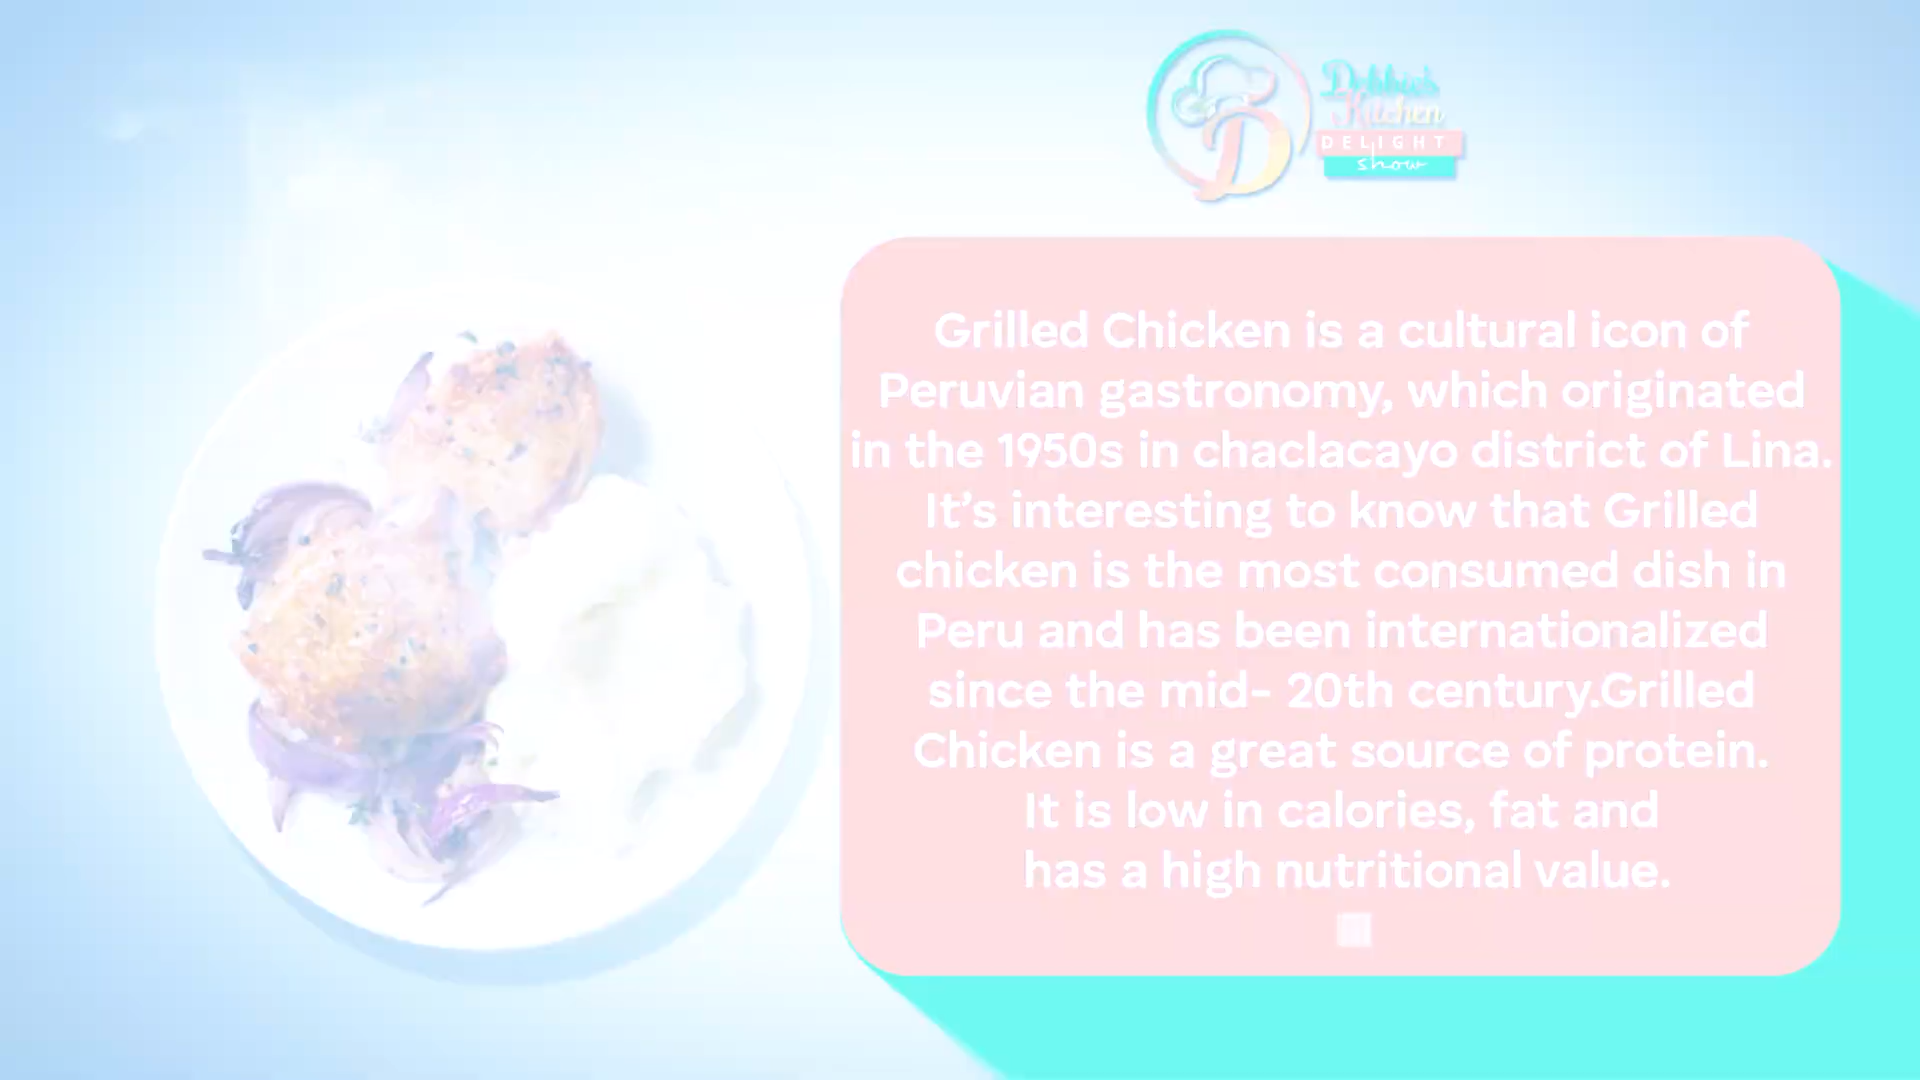 Debbie's
Kitchen
DELIGHT
show
Grilled Chicken is a cultural icon of
Peruvian gastronomy, which originated
in the 1950s in chaclacayo district of Lina.
It's interesting to know that Grilled
chicken is the most consumed dish in
Peru and has been internationalized
since the mid- 20th century.Grilled
Chicken is a great source of protein.
It is low in calories, fat and
has a high nutritional value.